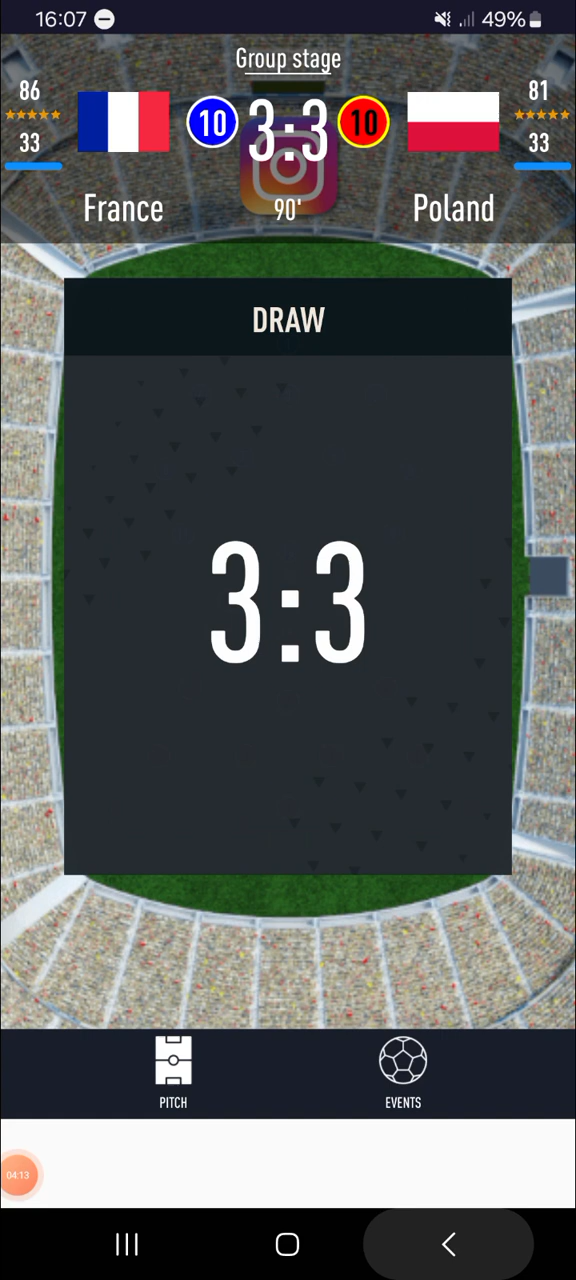 16:07
49%
Group stage
86
33
10
3:3
10
81
33
France
90'
Poland
DRAW
3:3
PITCH
EVENTS
04:13